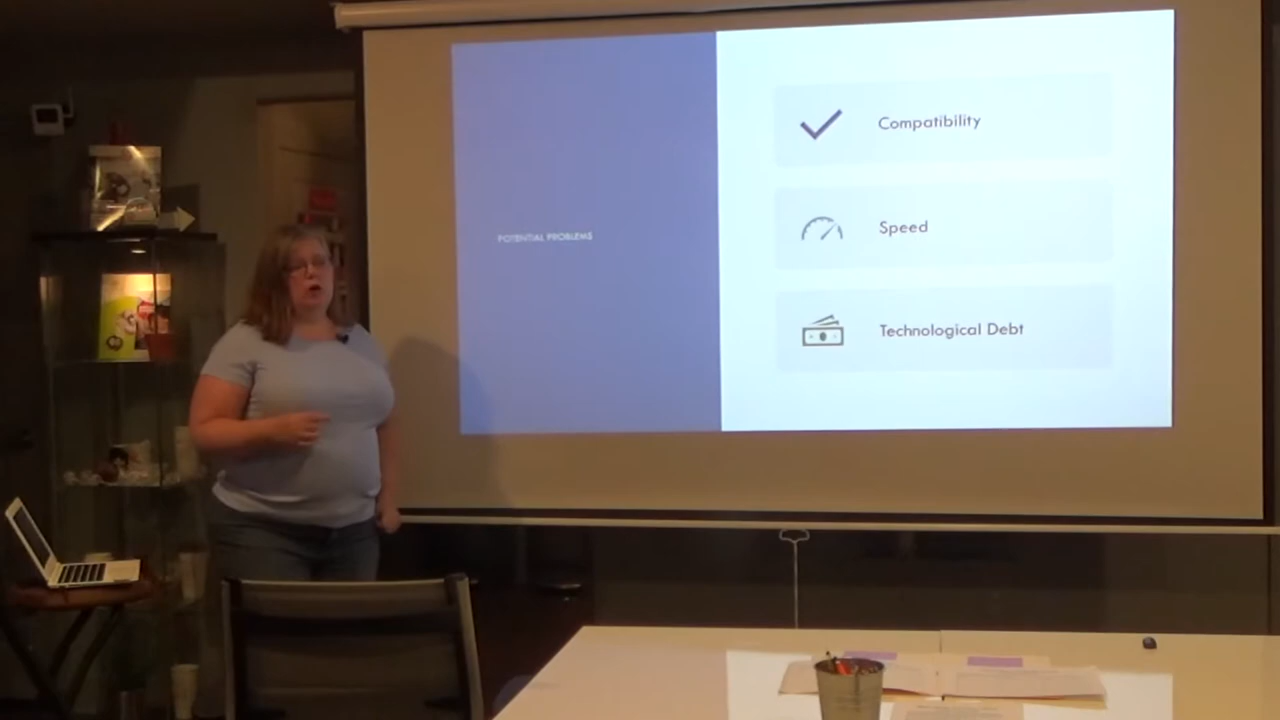 POTENTIAL PROBLEMS
Compatibility
Speed
Technological Debt